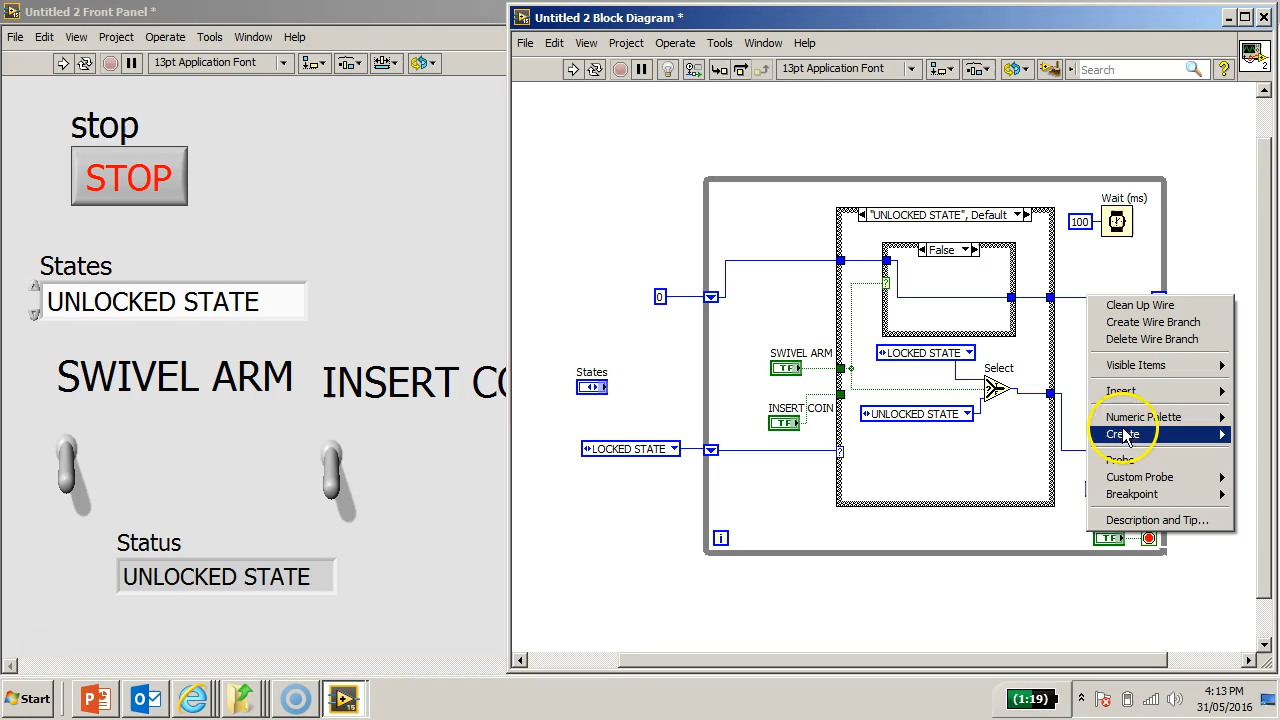 Untitled 2 Front Panel *
File Edit View Project Operate Tools Window Help
13pt Application Font
stop
STOP
States
UNLOCKED STATE
SWIVEL ARM
INSERT CO
Status
UNLOCKED STATE
Untitled 2 Block Diagram *
File Edit View Project Operate Tools Window Help
13pt Application Font
Search
?
2
Wait (ms)
100
"UNLOCKED STATE", Default
False
0
SWIVEL ARM
TF
INSERT COIN
TF
LOCKED STATE
Select
UNLOCKED STATE
States
LOCKED STATE
?
i
TF
Clean Up Wire
Create Wire Branch
Delete Wire Branch
Visible Items
Insert
Numeric Palette
Create
Probe
Custom Probe
Breakpoint
Description and Tip...
Start
(1:19)
4:13 PM
31/05/2016